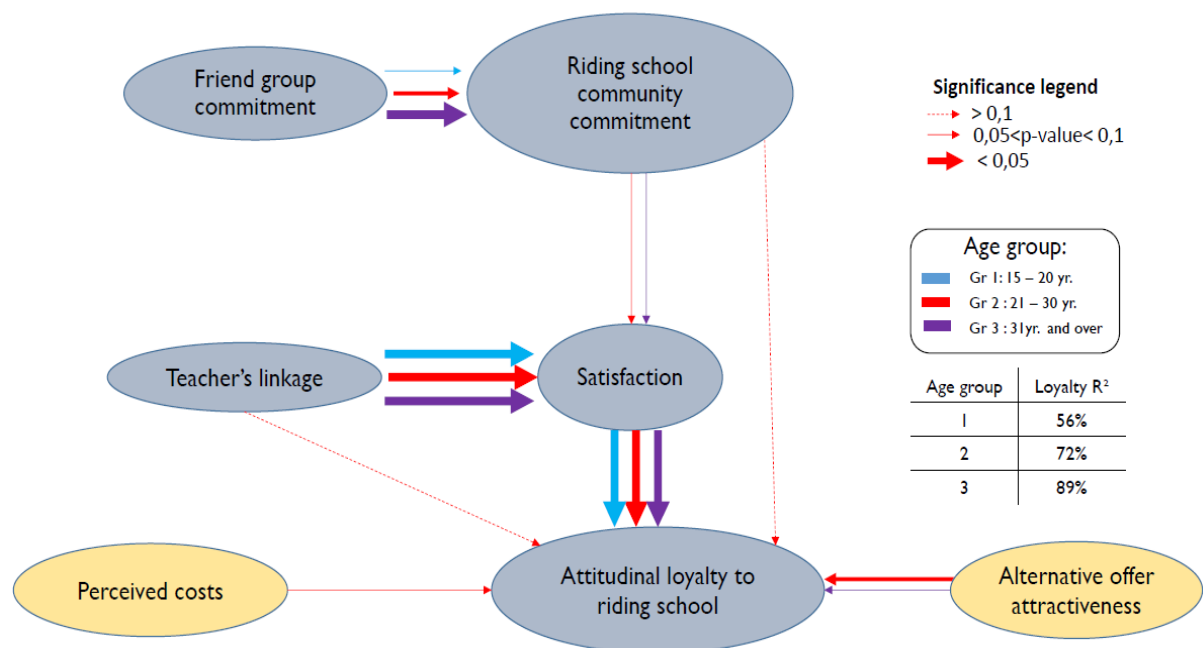 Friend group
commitment
Riding school
community
commitment
Significance legend
> 0,1
0,05<p-value< 0,1
< 0,05
Age group:
Gr 1: 15 – 20 yr.
Gr 2 : 21 – 30 yr.
Gr 3 : 31yr. and over
Teacher's linkage
Satisfaction
Age group Loyalty R²
1 56%
2 72%
3 89%
Perceived costs
Attitudinal loyalty to
riding school
Alternative offer
attractiveness